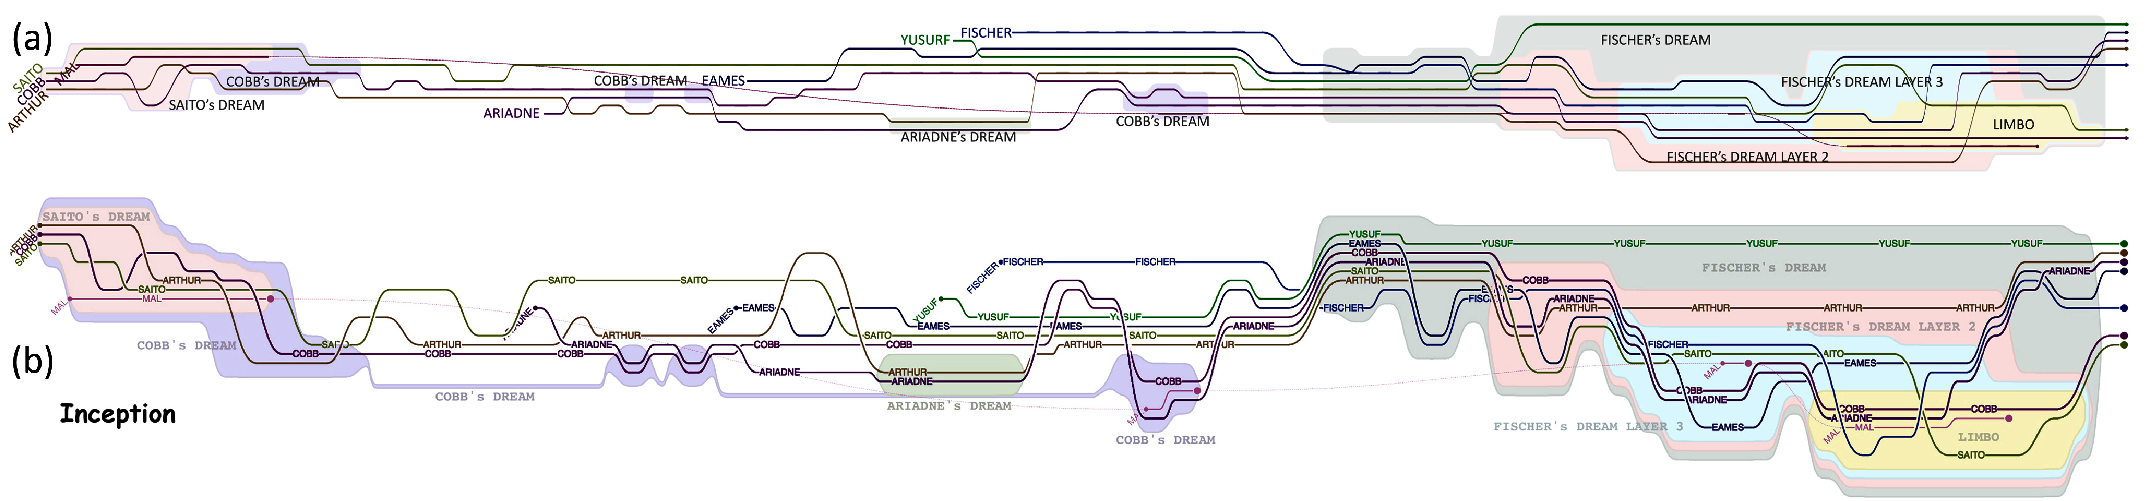 (a)
SAITO
COBB
MAL
ARTHUR
SAITO's DREAM
COBB's DREAM
ARIADNE
COBB's DREAM
EAMES
YUSURF
FISCHER
ARIADNE's DREAM
COBB's DREAM
FISCHER's DREAM
FISCHER's DREAM LAYER 3
LIMBO
FISCHER's DREAM LAYER 2
(b)
Inception
SAITO's DREAM
ARTHUR
COBB
SAITO
MAL
MAL
ARTHUR
SAITO
COBB'S DREAM
COBB
SAITO
ARTHUR
COBB
COBB's DREAM
SAITO
SAITO
ARIADNE
COBB
ARTHUR
EAMES
EAMES
COBB
ARIADNE
YUSUF
FISCHER
FISCHER
FISCHER
YUSUF
YUSUF
EAMES
EAMES
SAITO
SAITO
SAITO
COBB
ARTHUR
ARTHUR
ARTHUR
ARIADNE
ARIADNE's DREAM
ARIADNE
COBB
MAL
COBB's DREAM
YUSUF
EAMES
COBB
ARIADNE
SAITO
ARTHUR
FISCHER
YUSUF
YUSUF
YUSUF
YUSUF
YUSUF
FISCHER's DREAM
COBB
ARIADNE
ARTHUR
ARTHUR
ARTHUR
ARTHUR
ARIADNE
FISCHER's DREAM LAYER 2
FISCHER
SAITO
SAITO
EAMES
MAL
COBB
ARIADNE
EAMES
FISCHER's DREAM LAYER 3
COBB
COBB
ARIADNE
MAL
MAL
LIMBO
SAITO